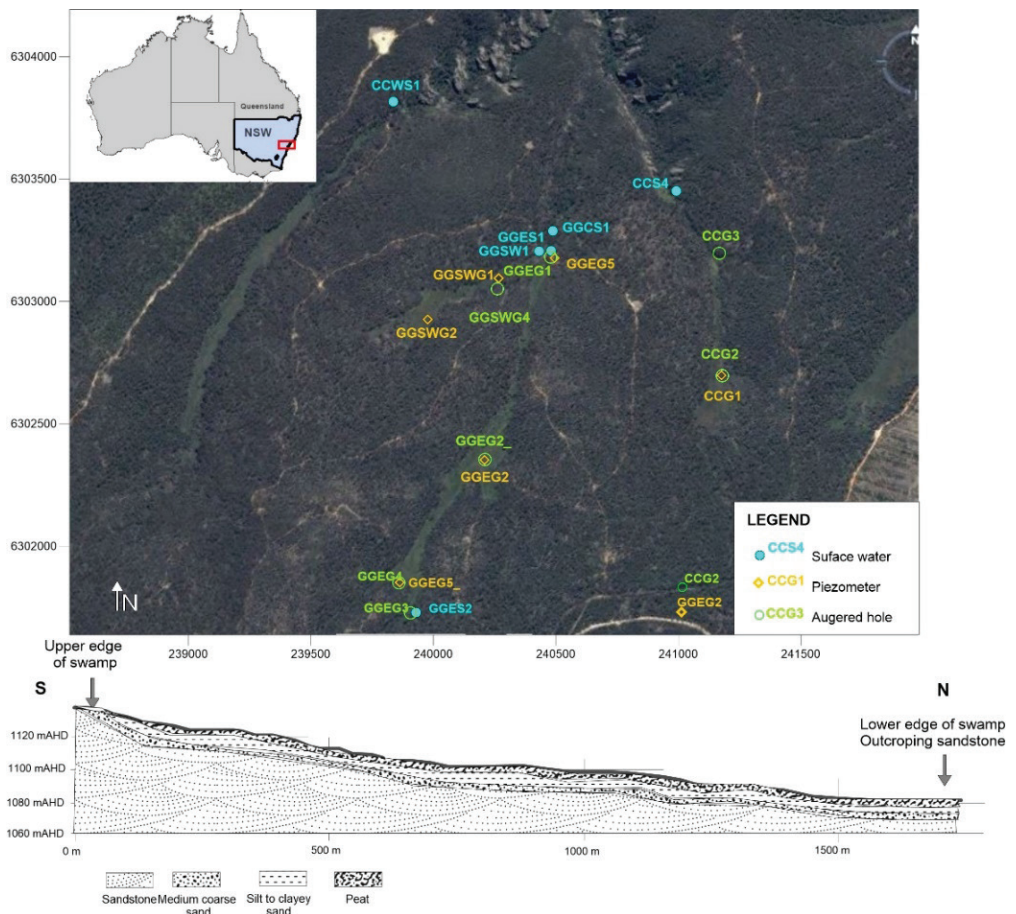 6304000
6303500
6303000
6302500
6302000
Queensland
NSW
N
CCWS1
CCS4
GGCS1
GGES1
GGSW1
CCG3
GGEG5
GGEG1
GGSWG1
GGSWG4
GGSWG2
CCG2
CCG1
GGEG2_
GGEG2
GGEG4
GGEG5_
GGEG3
GGES2
CCG2
GGEG2
N
LEGEND
CCS4 Suface water
CCG1 Piezometer
CCG3 Augered hole
239000 239500 240000 240500 241000 241500
Upper edge
of swamp
S
N
Lower edge of swamp
Outcroping sandstone
1120 mAHD
1100 mAHD
1080 mAHD
1060 mAHD
0 m 500 m 1000 m 1500 m
Sandstone
Medium coarse
sand
Silt to clayey
sand
Peat